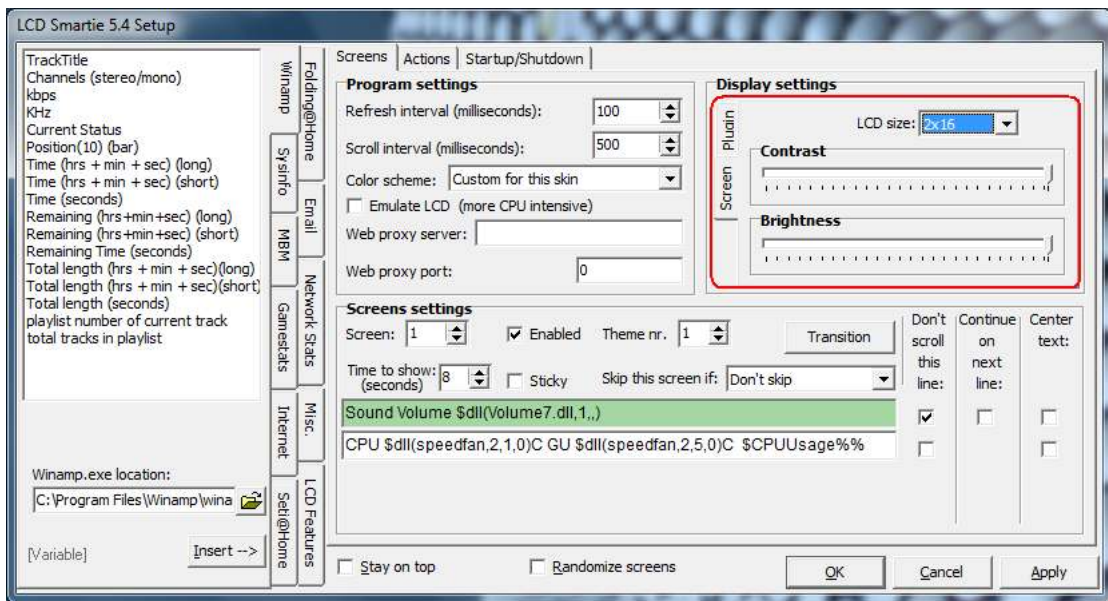 LCD Smartie 5.4 Setup
TrackTitle
Channels (stereo/mono)
kbps
KHz
Current Status
Position(10) (bar)
Time (hrs + min + sec) (long)
Time (hrs + min + sec) (short)
Time (seconds)
Remaining (hrs+min+sec) (long)
Remaining (hrs+min+sec) (short)
Remaining Time (seconds)
Total length (hrs + min + sec)(long)
Total length (hrs + min + sec)(short)
Total length (seconds)
playlist number of current track
total tracks in playlist
Winamp.exe location:
C:\Program Files\Winamp\wina
[Variable]
Insert -->
Winamp
Sysinfo
MBM
Gamestats
Internet
Seti@Home
Folding@Home
Email
Network Stats
Misc.
LCD Features
Screens
Actions
Startup/Shutdown
Program settings
Refresh interval (milliseconds): 100
Scroll interval (milliseconds): 500
Color scheme: Custom for this skin
Emulate LCD (more CPU intensive)
Web proxy server:
Web proxy port: 0
Display settings
Plugin
Screen
LCD size: 2x16
Contrast
Brightness
Screens settings
Screen: 1 Enabled Theme nr. 1 Transition
Time to show: 8 Sticky Skip this screen if: Don't skip
(seconds)
Don't
scroll
this
line:
Continue
on
next
line:
Center
text:
Sound Volume $dll(Volume7.dll,1,,)
CPU $dll(speedfan,2,1,0)C GU $dll(speedfan,2,5,0)C $CPUUsage%%
Stay on top
Randomize screens
OK
Cancel
Apply